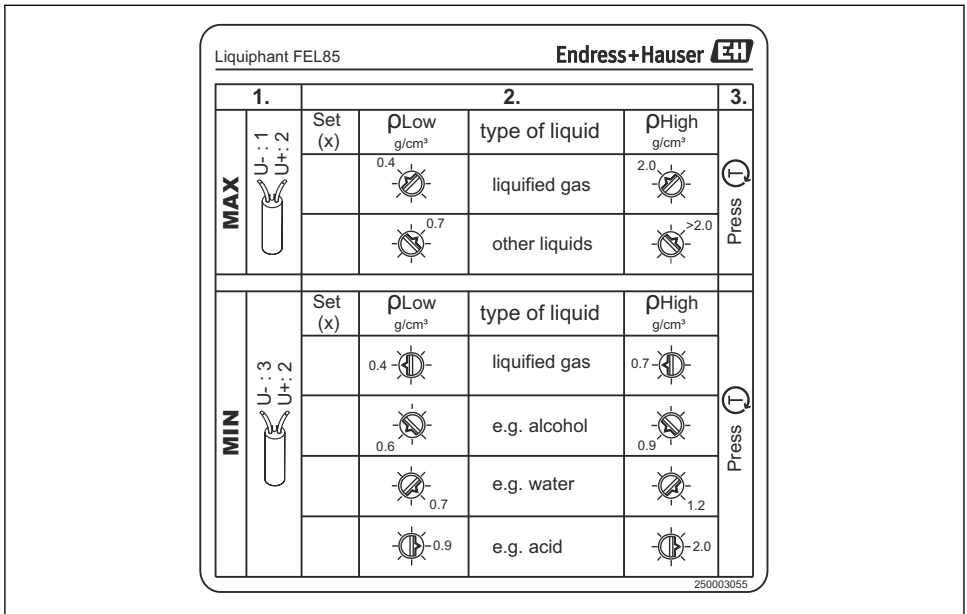 Liquiphant FEL85
Endress+Hauser EH
1. 2. 3.
MAX
U- : 1
U+: 2
Set (x) ρLow g/cm³ type of liquid ρHigh g/cm³
0.4 liquified gas 2.0
0.7 other liquids >2.0
Press T
MIN
U- : 3
U+: 2
Set (x) ρLow g/cm³ type of liquid ρHigh g/cm³
0.4 liquified gas 0.7
0.6 e.g. alcohol 0.9
0.7 e.g. water 1.2
0.9 e.g. acid 2.0
Press T
250003055